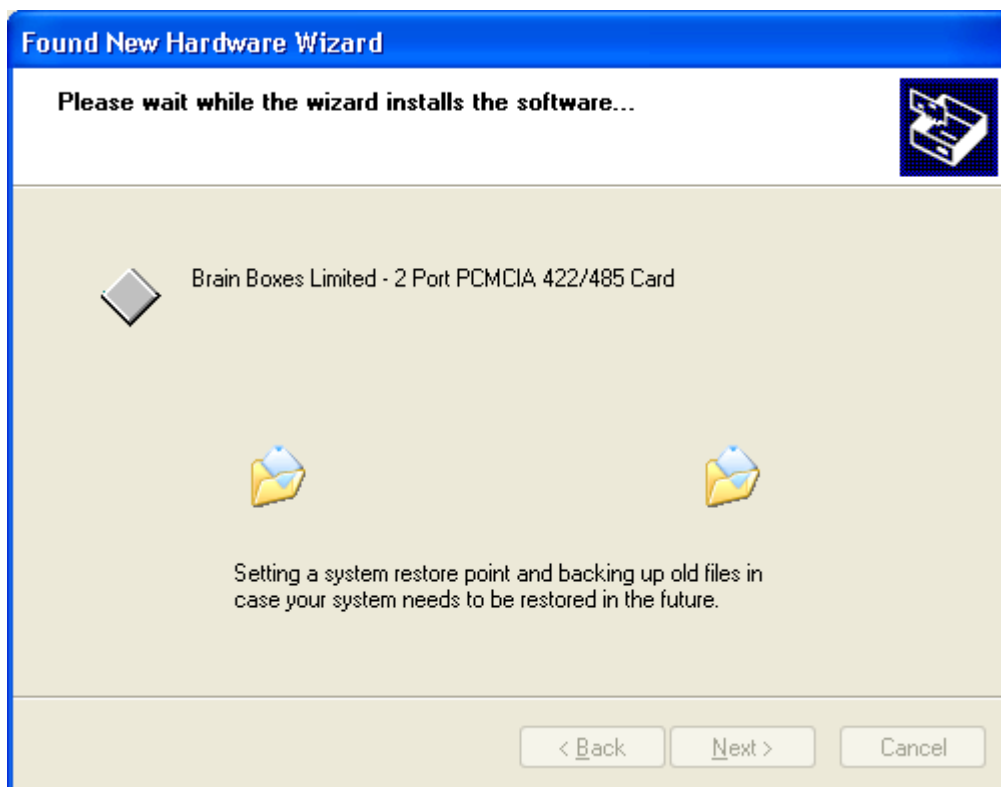 Found New Hardware Wizard
Please wait while the wizard installs the software...
Brain Boxes Limited - 2 Port PCMCIA 422/485 Card
Setting a system restore point and backing up old files in
case your system needs to be restored in the future.
< Back Next > Cancel